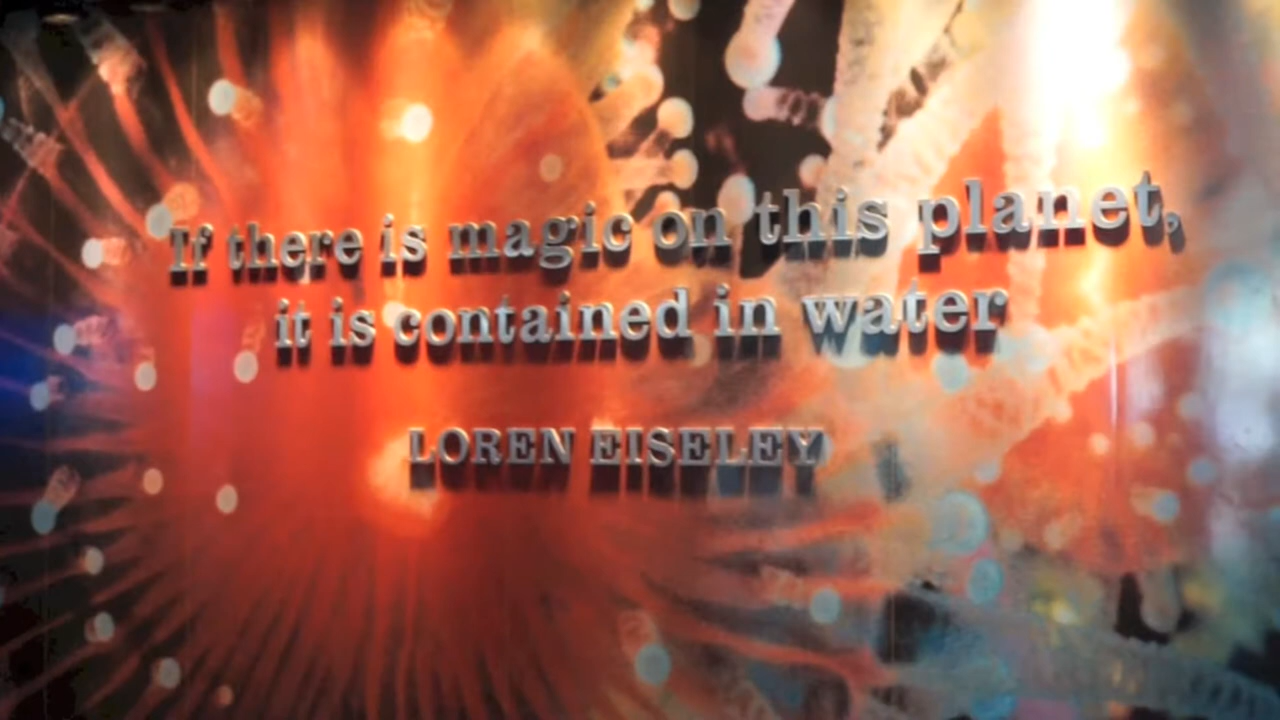 If there is magic on this planet,
it is contained in water
LOREN EISELEY